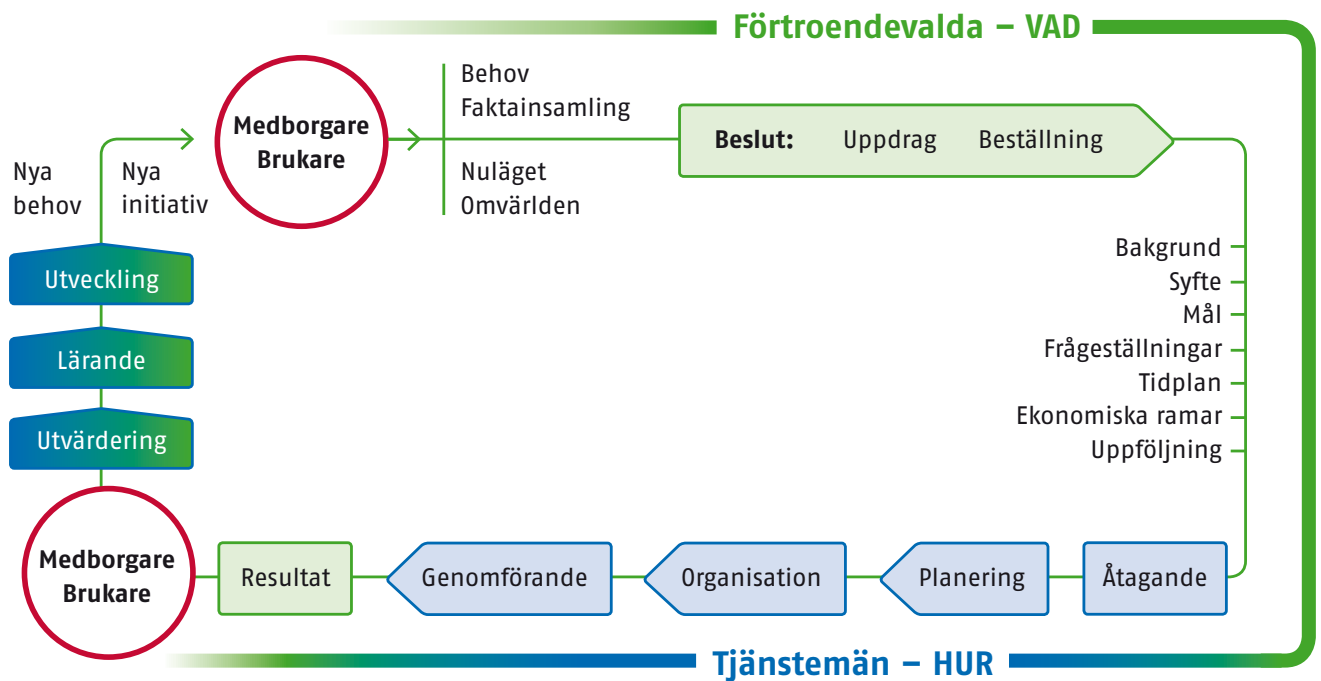 Förtroendevalda – VAD
Medborgare
Brukare
Behov
Faktainsamling
Nuläget
Omvärlden
Beslut: Uppdrag Beställning
Nya
behov
Nya
initiativ
Utveckling
Lärande
Utvärdering
Bakgrund
Syfte
Mål
Frågeställningar
Tidplan
Ekonomiska ramar
Uppföljning
Medborgare
Brukare
Resultat
Genomförande
Organisation
Planering
Åtagande
Tjänstemän – HUR